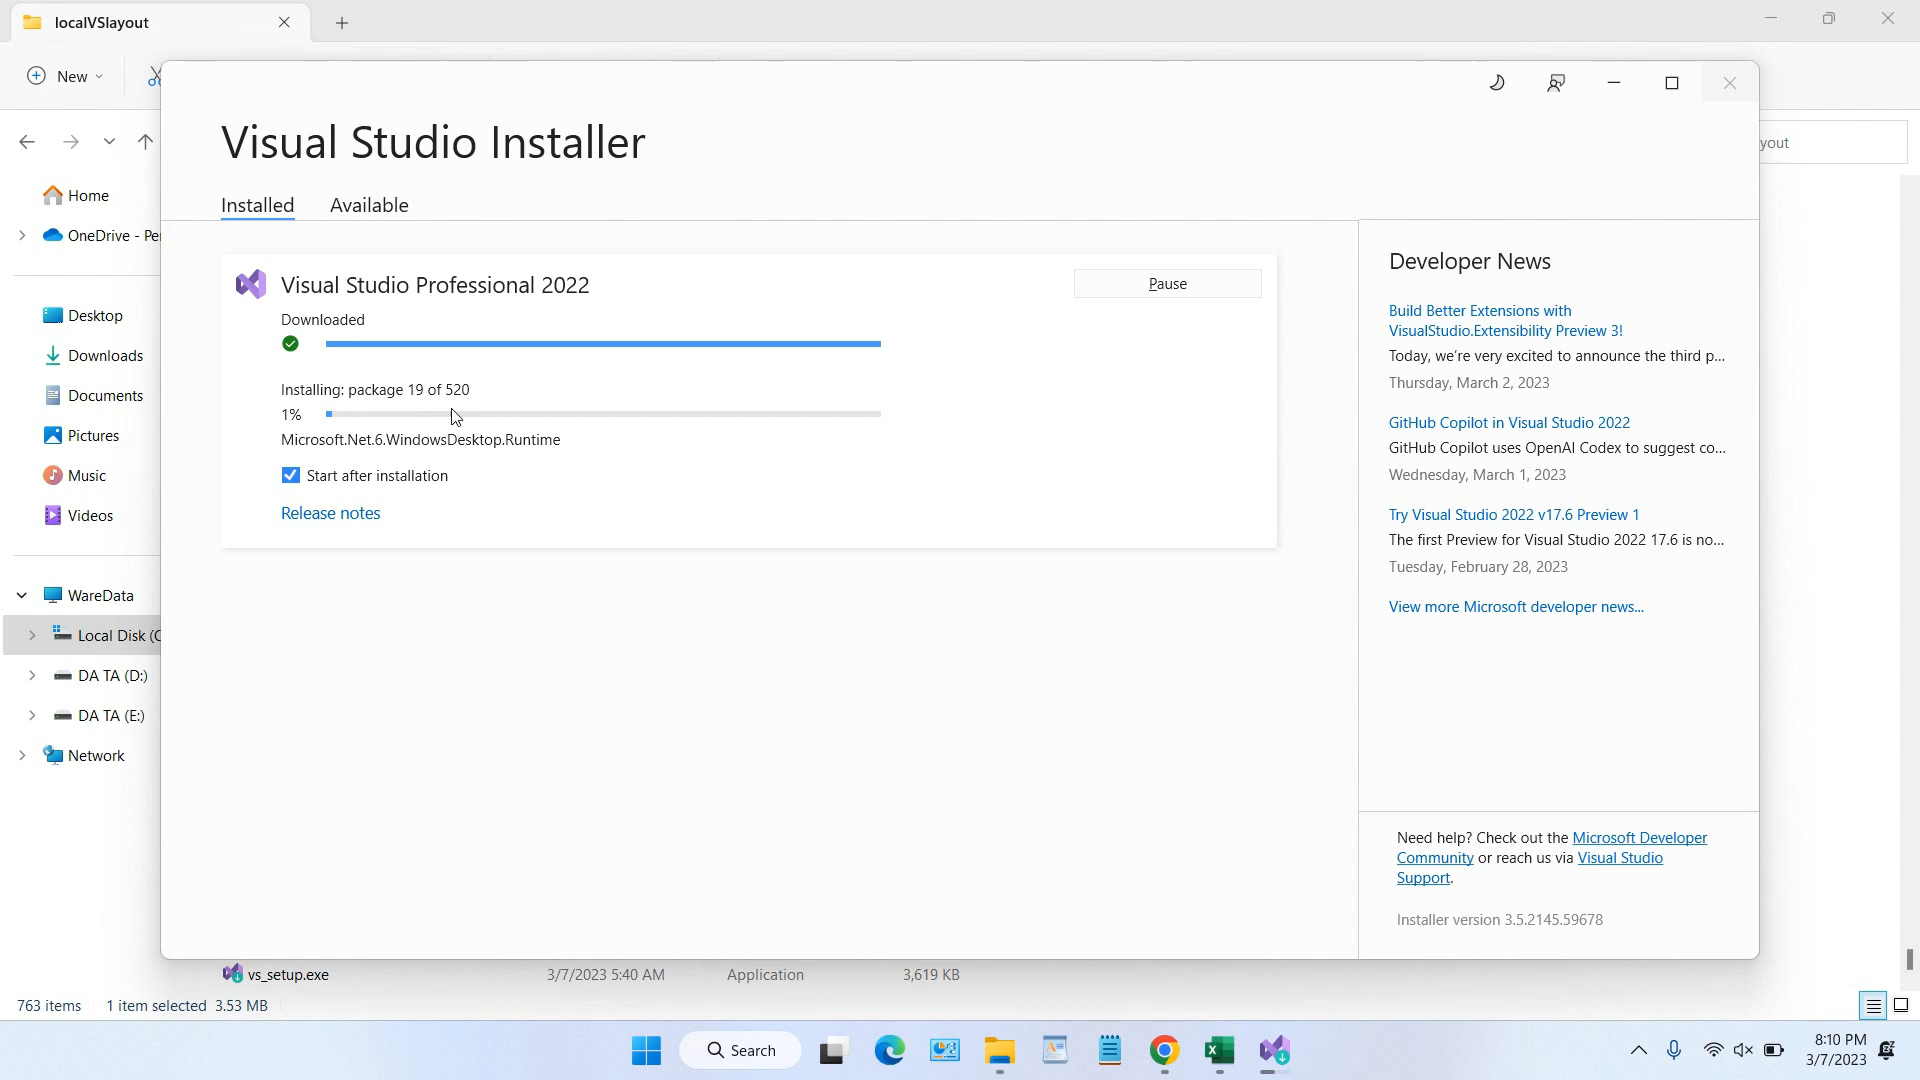 localVSlayout
New
Visual Studio Installer
yout
Home
Installed
Available
OneDrive - Per
Developer News
Visual Studio Professional 2022
Pause
Downloaded
Build Better Extensions with
VisualStudio.Extensibility Preview 3!
Today, we're very excited to announce the third p...
Thursday, March 2, 2023
Desktop
Downloads
Documents
Pictures
Music
Videos
Installing: package 19 of 520
1%
Microsoft.Net.6.WindowsDesktop.Runtime
Start after installation
Release notes
GitHub Copilot in Visual Studio 2022
GitHub Copilot uses OpenAI Codex to suggest co...
Wednesday, March 1, 2023
Try Visual Studio 2022 v17.6 Preview 1
The first Preview for Visual Studio 2022 17.6 is no...
Tuesday, February 28, 2023
View more Microsoft developer news...
WareData
Local Disk (C
DA TA (D:)
DA TA (E:)
Network
Need help? Check out the Microsoft Developer
Community or reach us via Visual Studio
Support.
Installer version 3.5.2145.59678
vs_setup.exe
3/7/2023 5:40 AM
Application
3,619 KB
763 items
1 item selected 3.53 MB
Search
8:10 PM
3/7/2023